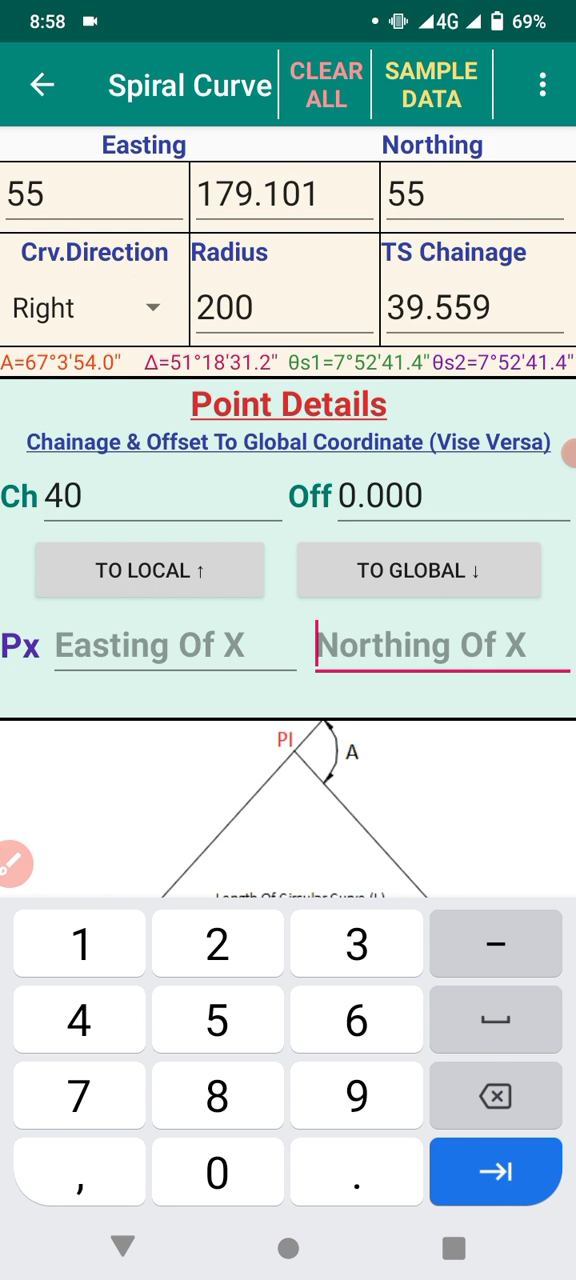 8:58 4G 69%
Spiral Curve CLEAR ALL SAMPLE DATA
Easting Northing
55 179.101 55
Crv.Direction Radius TS Chainage
Right 200 39.559
A=67°3'54.0" Δ=51°18'31.2" θs1=7°52'41.4" θs2=7°52'41.4"
Point Details
Chainage & Offset To Global Coordinate (Vise Versa)
Ch 40 Off 0.000
TO LOCAL ↑ TO GLOBAL ↓
Px Easting Of X Northing Of X
PI A
Length Of Circular Curve (L)
1 2 3 –
4 5 6
7 8 9
, 0 .